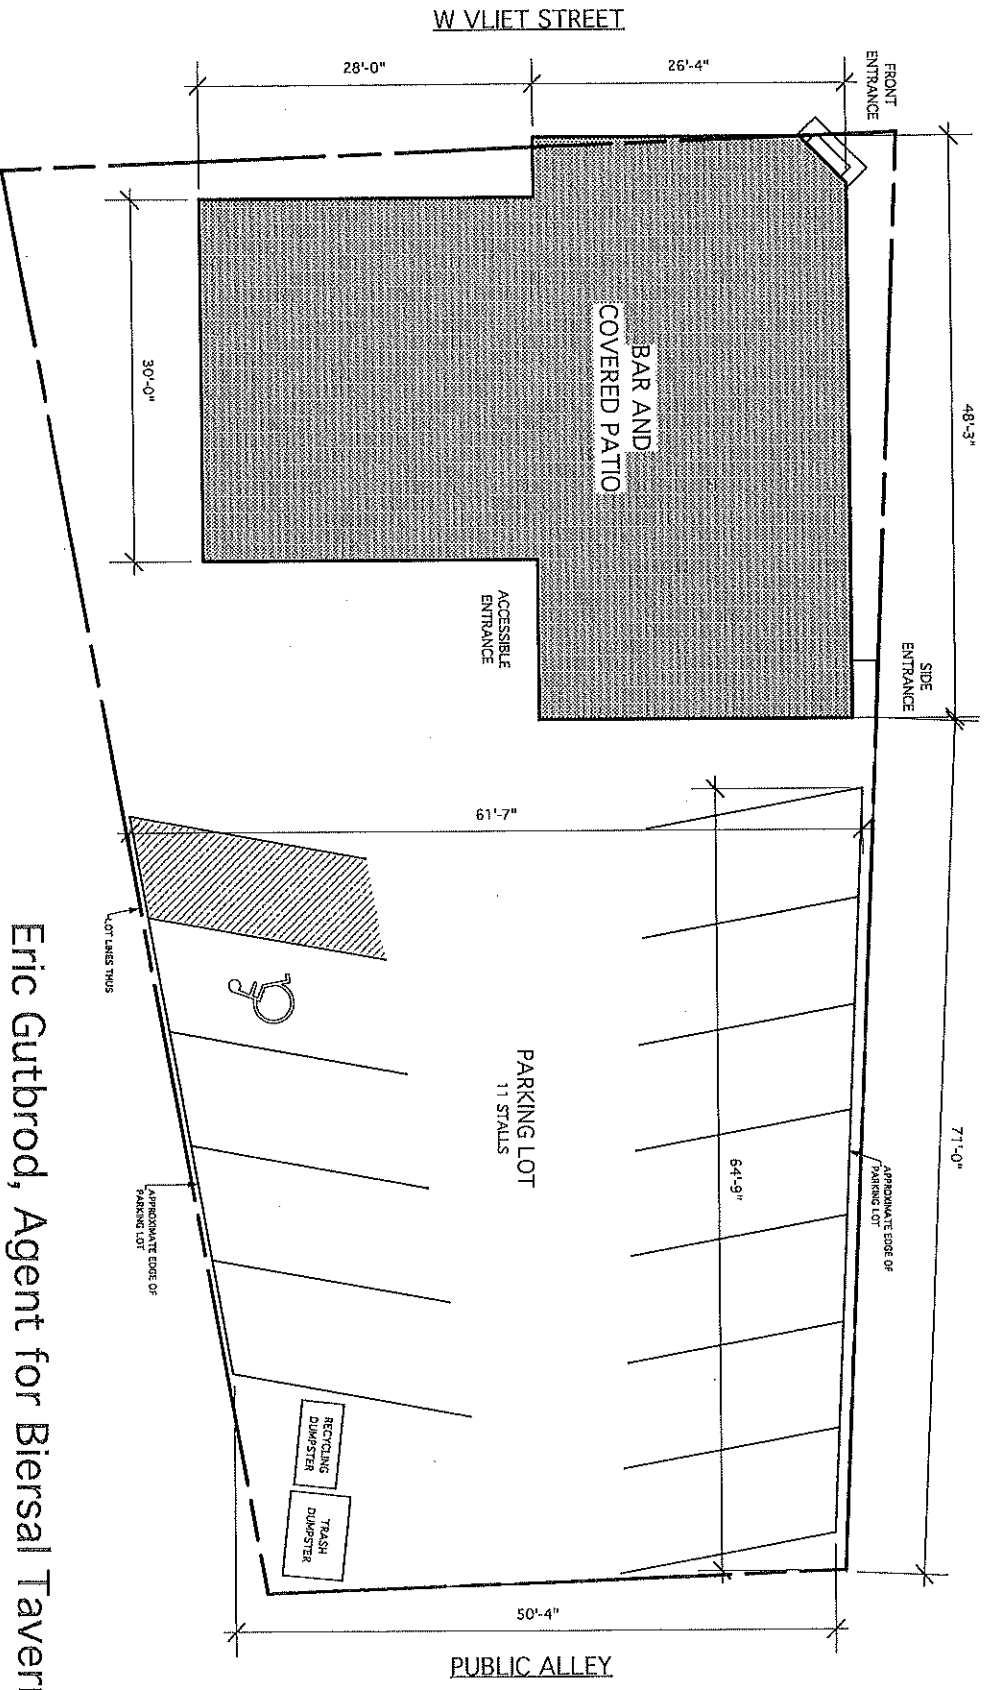 W VLIET STREET
28'-0"
26'-4"
FRONT
ENTRANCE
48'-3"
BAR AND
COVERED PATIO
30'-0"
ACCESSIBLE
ENTRANCE
SIDE
ENTRANCE
61'-7"
71'-0"
LOT LINES THUS
PARKING LOT
11 STALLS
64'-9"
APPROXIMATE EDGE OF
PARKING LOT
APPROXIMATE EDGE OF
PARKING LOT
RECYCLING
DUMPSTER
TRASH
DUMPSTER
50'-4"
PUBLIC ALLEY
Eric Gutbrod, Agent for Biersal Tavern